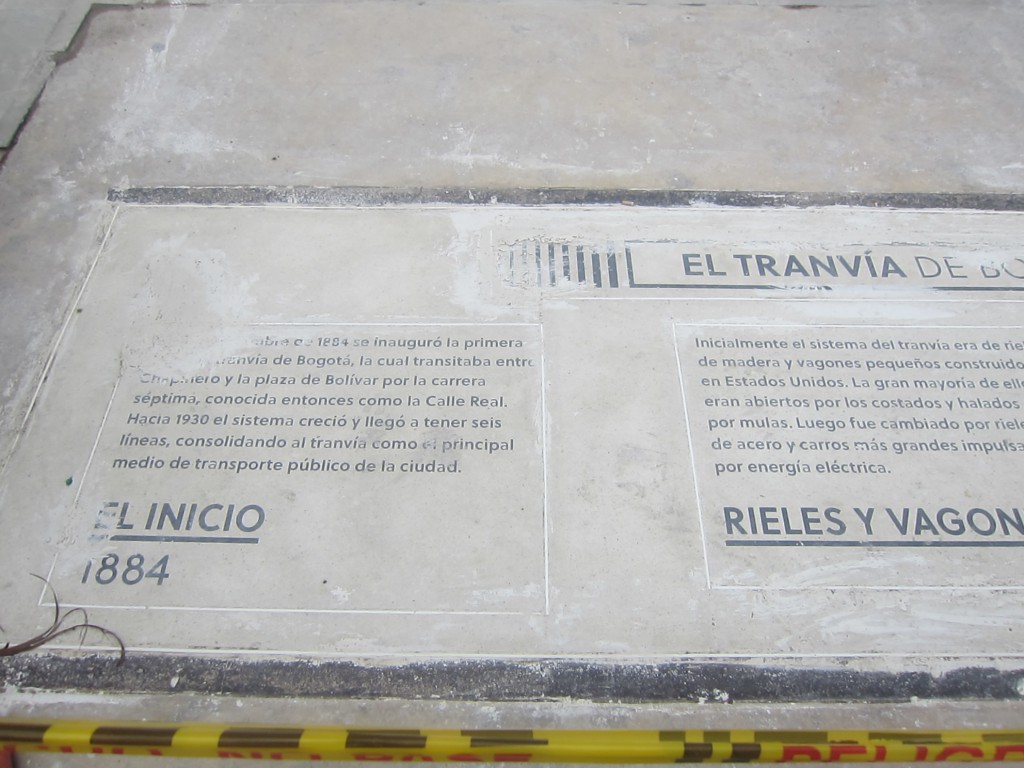 EL TRANVÍA DE
de 1884 se inauguró la primera
tranvía de Bogotá, la cual transitaba entre
Chapinero y la plaza de Bolívar por la carrera
séptima, conocida entonces como la Calle Real.
Hacia 1930 el sistema creció y llegó a tener seis
líneas, consolidando al tranvía como el principal
medio de transporte público de la ciudad.
EL INICIO
1884
Inicialmente el sistema del tranvía era de
de madera y vagones pequeños construido
en Estados Unidos. La gran mayoría de
eran abiertos por los costados y halados
por mulas. Luego fue cambiado por
de acero y carros más grandes
por energía eléctrica.
RIELES Y VAGON